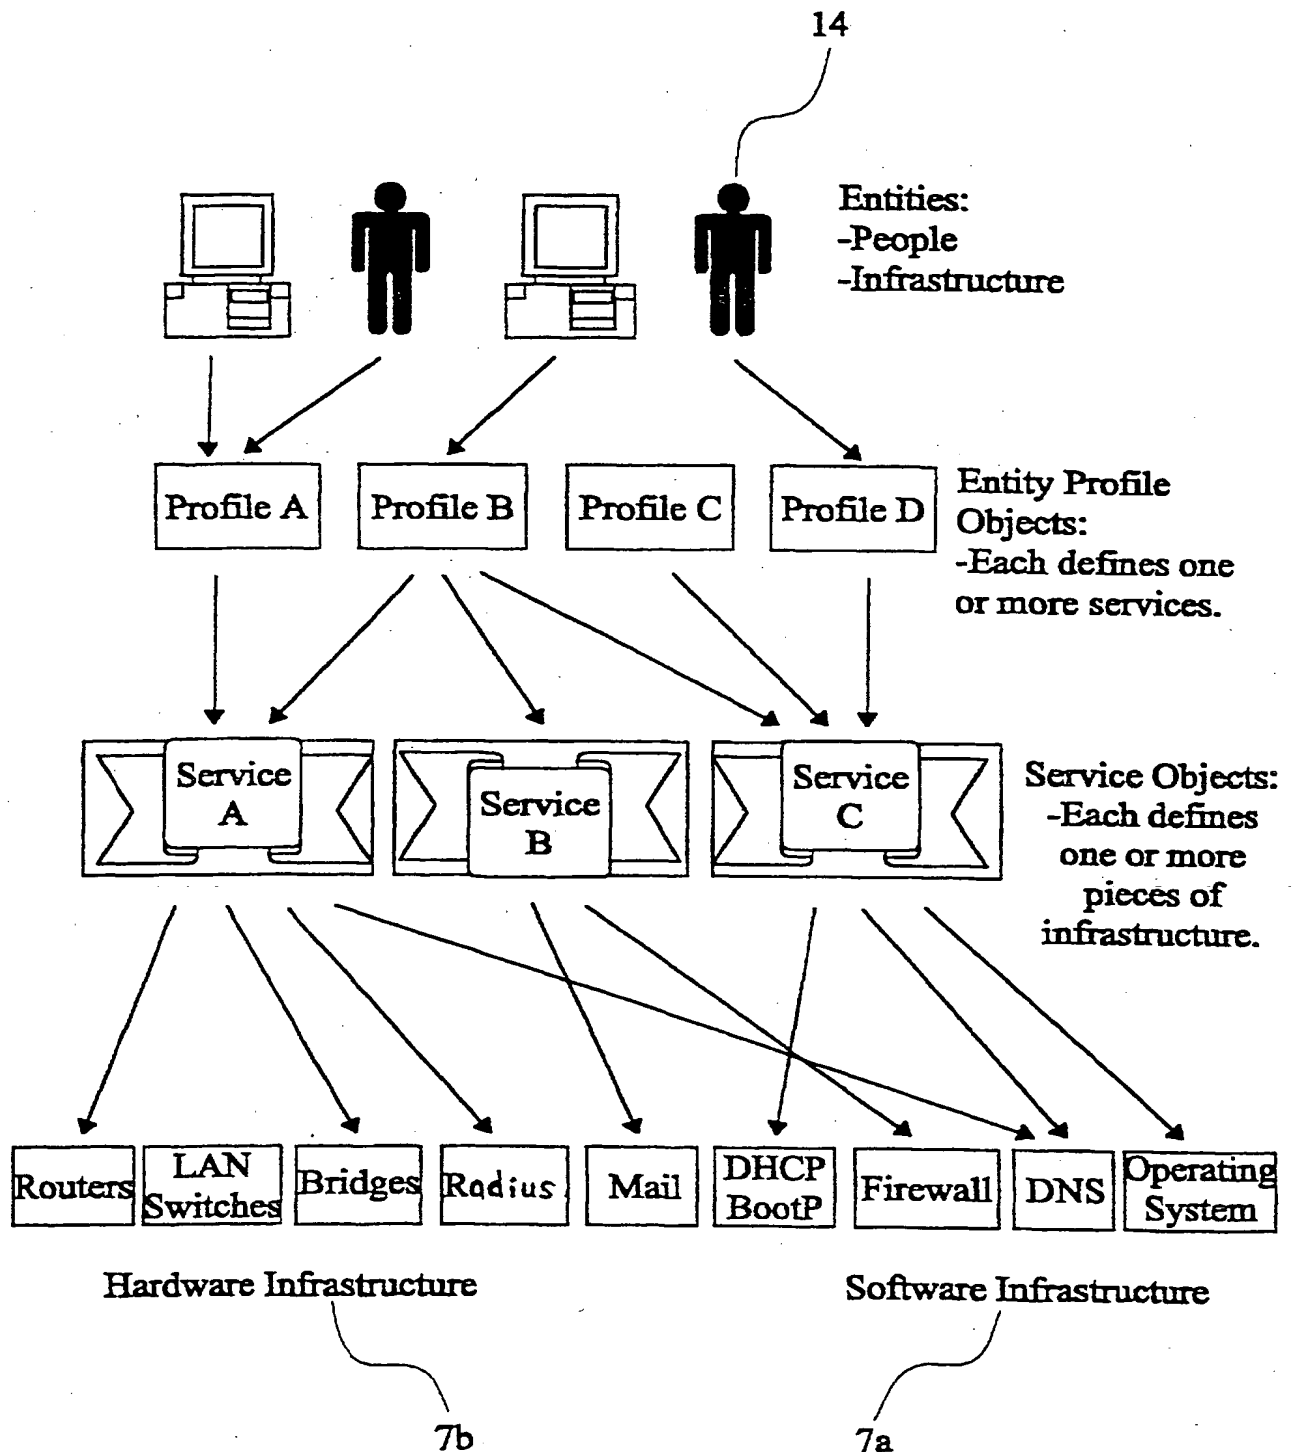 14
Entities:
-People
-Infrastructure
Profile A
Profile B
Profile C
Profile D
Entity Profile
Objects:
-Each defines one
or more services.
Service
A
Service
B
Service
C
Service Objects:
-Each defines
one or more
pieces of
infrastructure.
Routers
LAN
Switches
Bridges
Radius
Mail
DHCP
BootP
Firewall
DNS
Operating
System
Hardware Infrastructure
Software Infrastructure
7b
7a